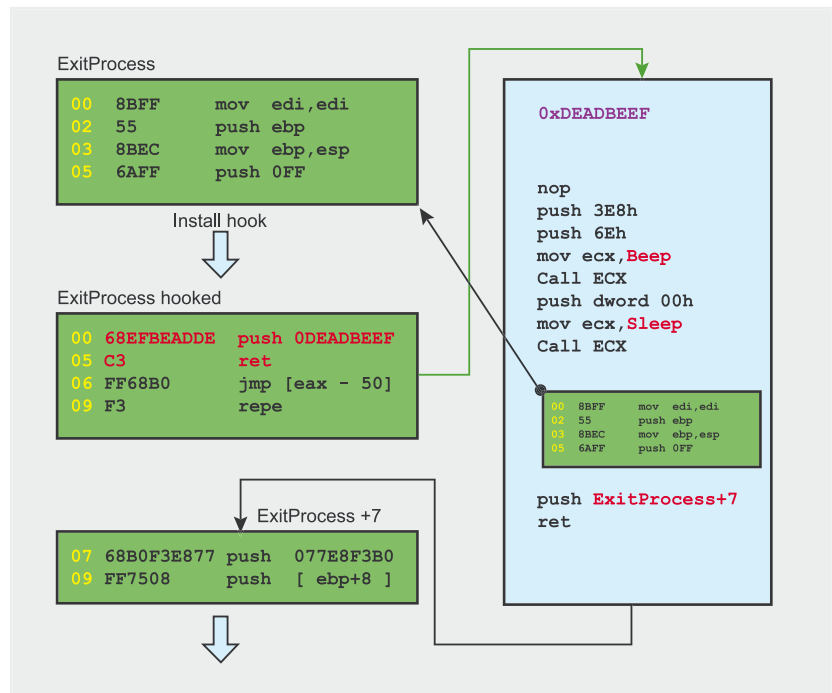 ExitProcess
00 8BFF mov edi,edi
02 55 push ebp
03 8BEC mov ebp,esp
05 6AFF push 0FF
Install hook
ExitProcess hooked
00 68EFBEADDE push 0DEADBEEF
05 C3 ret
06 FF68B0 jmp [eax - 50]
09 F3 repe
ExitProcess +7
07 68B0F3E877 push 077E8F3B0
09 FF7508 push [ ebp+8 ]
0xDEADBEEF
nop
push 3E8h
push 6Eh
mov ecx,Beep
Call ECX
push dword 00h
mov ecx,Sleep
Call ECX
00 8BFF mov edi,edi
02 55 push ebp
03 8BEC mov ebp,esp
05 6AFF push 0FF
push ExitProcess+7
ret